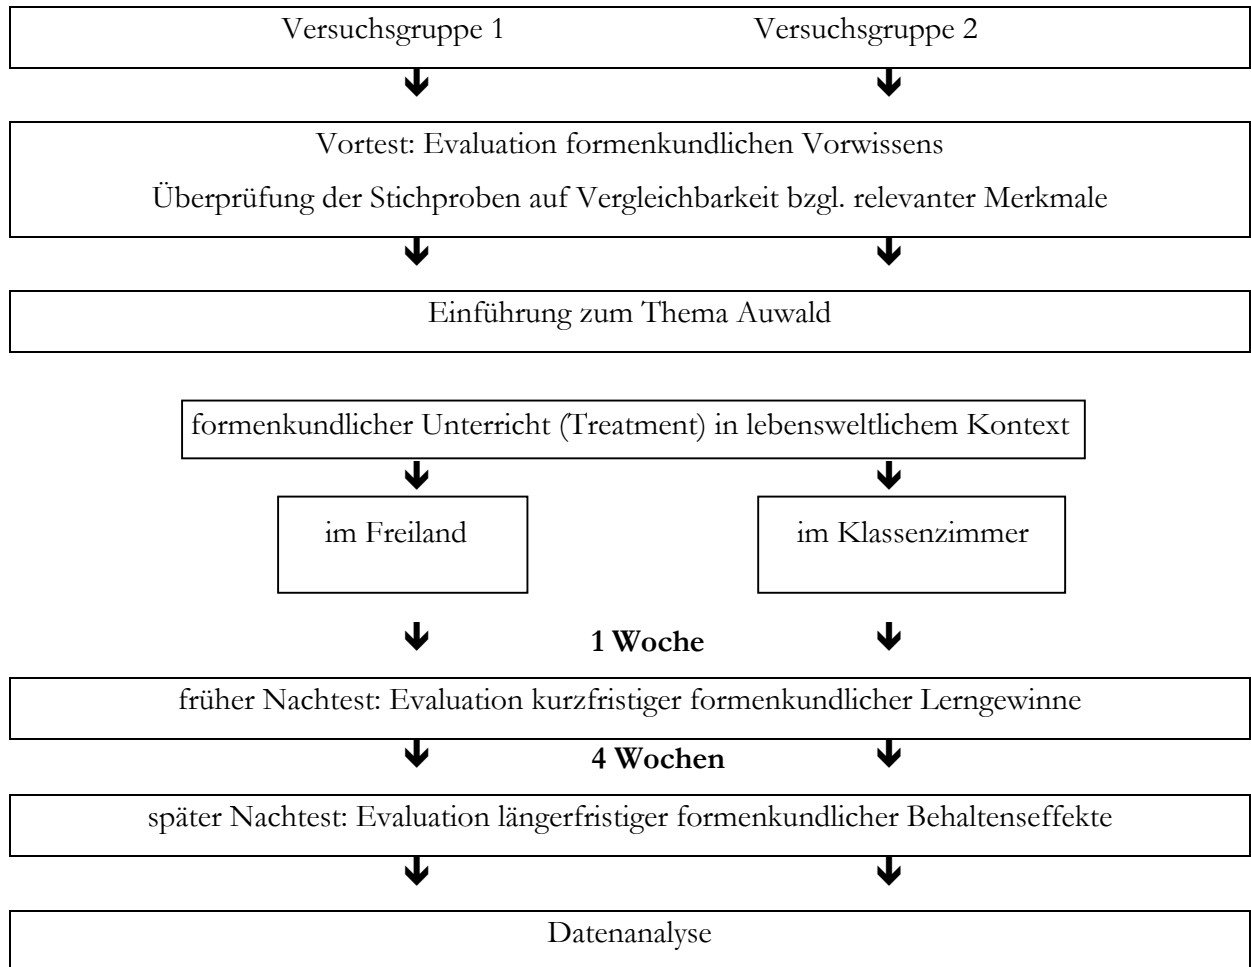 Versuchsgruppe 1 Versuchsgruppe 2
Vortest: Evaluation formenkundlichen Vorwissens
Überprüfung der Stichproben auf Vergleichbarkeit bzgl. relevanter Merkmale
Einführung zum Thema Auwald
formenkundlicher Unterricht (Treatment) in lebensweltlichem Kontext
im Freiland im Klassenzimmer
1 Woche
früher Nachtest: Evaluation kurzfristiger formenkundlicher Lerngewinne
4 Wochen
später Nachtest: Evaluation längerfristiger formenkundlicher Behaltenseffekte
Datenanalyse